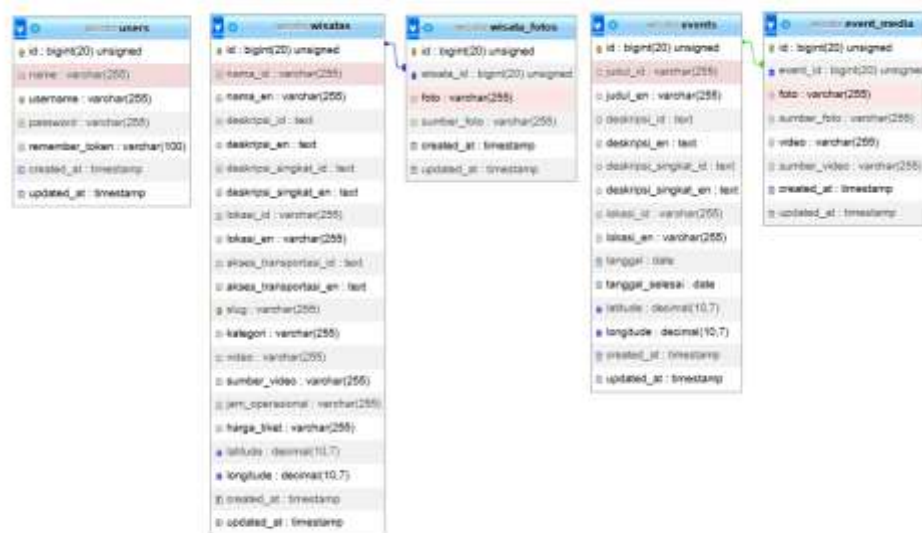 users
id : bigint(20) unsigned
name : varchar(255)
username : varchar(255)
password : varchar(255)
remember_token : varchar(100)
created_at : timestamp
updated_at : timestamp
wisatas
id : bigint(20) unsigned
nama_id : varchar(255)
nama_en : varchar(255)
deskripsi_id : text
deskripsi_en : text
deskripsi_singkat_id : text
deskripsi_singkat_en : text
lokasi_id : varchar(255)
lokasi_en : varchar(255)
akses_transportasi_id : text
akses_transportasi_en : text
slug : varchar(255)
kategori : varchar(255)
video : varchar(255)
sumber_video : varchar(255)
jam_operasional : varchar(255)
harga_tiket : varchar(255)
latitude : decimal(10,7)
longitude : decimal(10,7)
created_at : timestamp
updated_at : timestamp
wisata_fotos
id : bigint(20) unsigned
wisata_id : bigint(20) unsigned
foto : varchar(255)
sumber_foto : varchar(255)
created_at : timestamp
updated_at : timestamp
events
id : bigint(20) unsigned
judul_id : varchar(255)
judul_en : varchar(255)
deskripsi_id : text
deskripsi_en : text
deskripsi_singkat_id : text
deskripsi_singkat_en : text
lokasi_id : varchar(255)
lokasi_en : varchar(255)
tanggal : date
tanggal_selesai : date
latitude : decimal(10,7)
longitude : decimal(10,7)
created_at : timestamp
updated_at : timestamp
event_media
id : bigint(20) unsigned
event_id : bigint(20) unsigned
foto : varchar(255)
sumber_foto : varchar(255)
video : varchar(255)
sumber_video : varchar(255)
created_at : timestamp
updated_at : timestamp